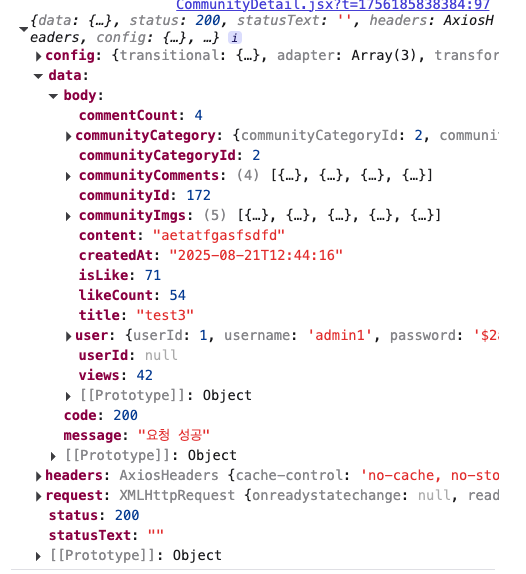 CommunityDetail.jsx?t=1756185838384:97
{data: {…}, status: 200, statusText: '', headers: AxiosHe
aders, config: {…}, …} i
config: {transitional: {…}, adapter: Array(3), transfor
data:
body:
commentCount: 4
communityCategory: {communityCategoryId: 2, communi
communityCategoryId: 2
communityComments: (4) [{…}, {…}, {…}, {…}]
communityId: 172
communityImgs: (5) [{…}, {…}, {…}, {…}, {…}]
content: "aetatfgasfsdfd"
createdAt: "2025-08-21T12:44:16"
isLike: 71
likeCount: 54
title: "test3"
user: {userId: 1, username: 'admin1', password: '$2a
userId: null
views: 42
[[Prototype]]: Object
code: 200
message: "요청 성공"
[[Prototype]]: Object
headers: AxiosHeaders {cache-control: 'no-cache, no-sto
request: XMLHttpRequest {onreadystatechange: null, read
status: 200
statusText: ""
[[Prototype]]: Object